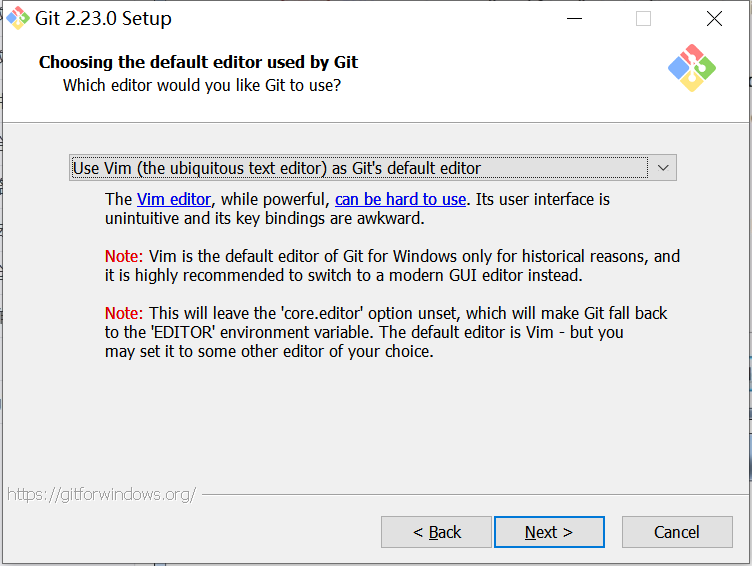 Git 2.23.0 Setup
Choosing the default editor used by Git
Which editor would you like Git to use?
Use Vim (the ubiquitous text editor) as Git's default editor
The Vim editor, while powerful, can be hard to use. Its user interface is
unintuitive and its key bindings are awkward.
Note: Vim is the default editor of Git for Windows only for historical reasons, and
it is highly recommended to switch to a modern GUI editor instead.
Note: This will leave the 'core.editor' option unset, which will make Git fall back
to the 'EDITOR' environment variable. The default editor is Vim - but you
may set it to some other editor of your choice.
https://gitforwindows.org/
< Back
Next >
Cancel